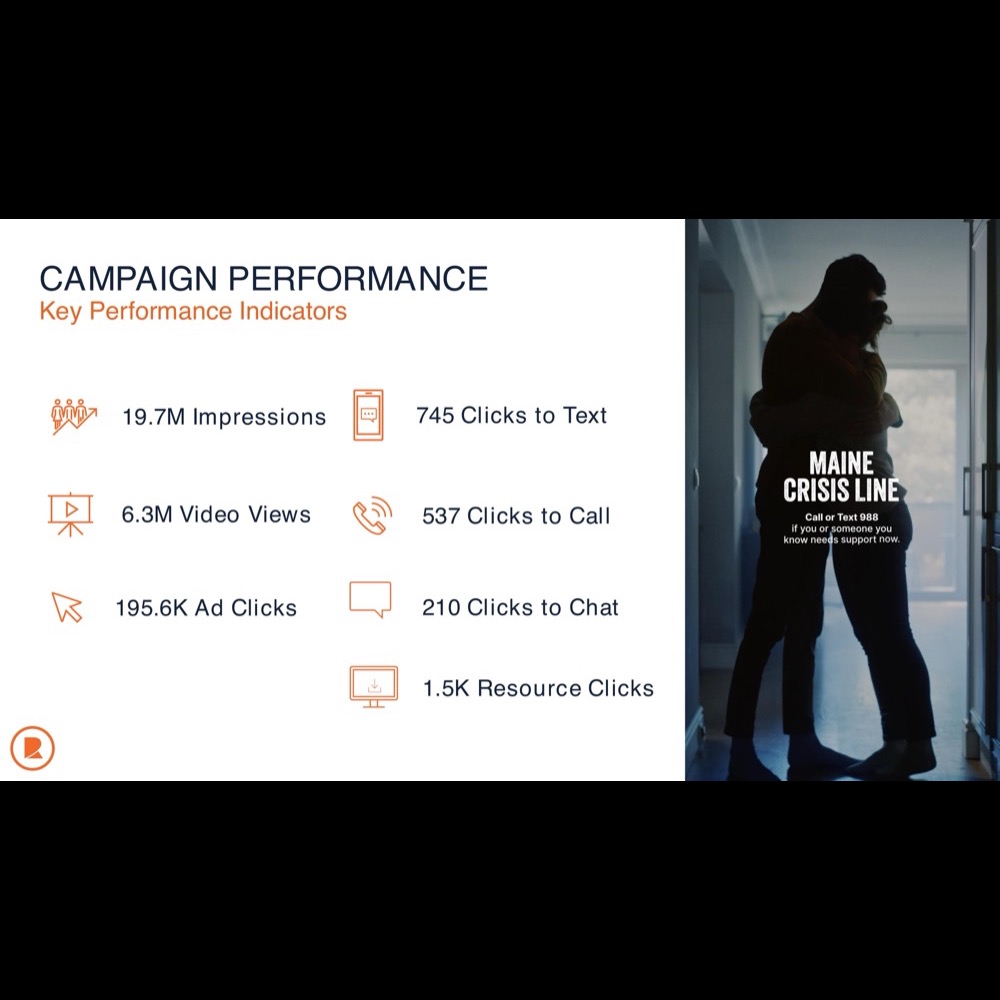 CAMPAIGN PERFORMANCE
Key Performance Indicators
19.7M Impressions
6.3M Video Views
195.6K Ad Clicks
745 Clicks to Text
537 Clicks to Call
210 Clicks to Chat
1.5K Resource Clicks
MAINE
CRISIS LINE
Call or Text 988
if you or someone you
know needs support now.